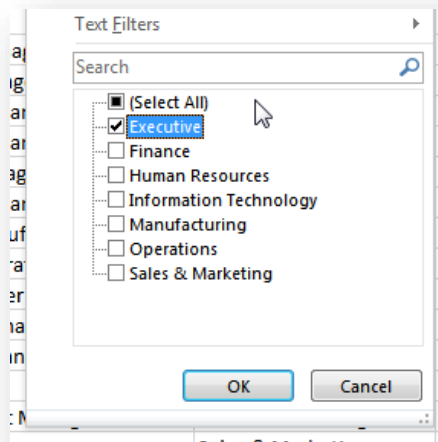 Text Filters
Search
(Select All)
Executive
Finance
Human Resources
Information Technology
Manufacturing
Operations
Sales & Marketing
OK
Cancel